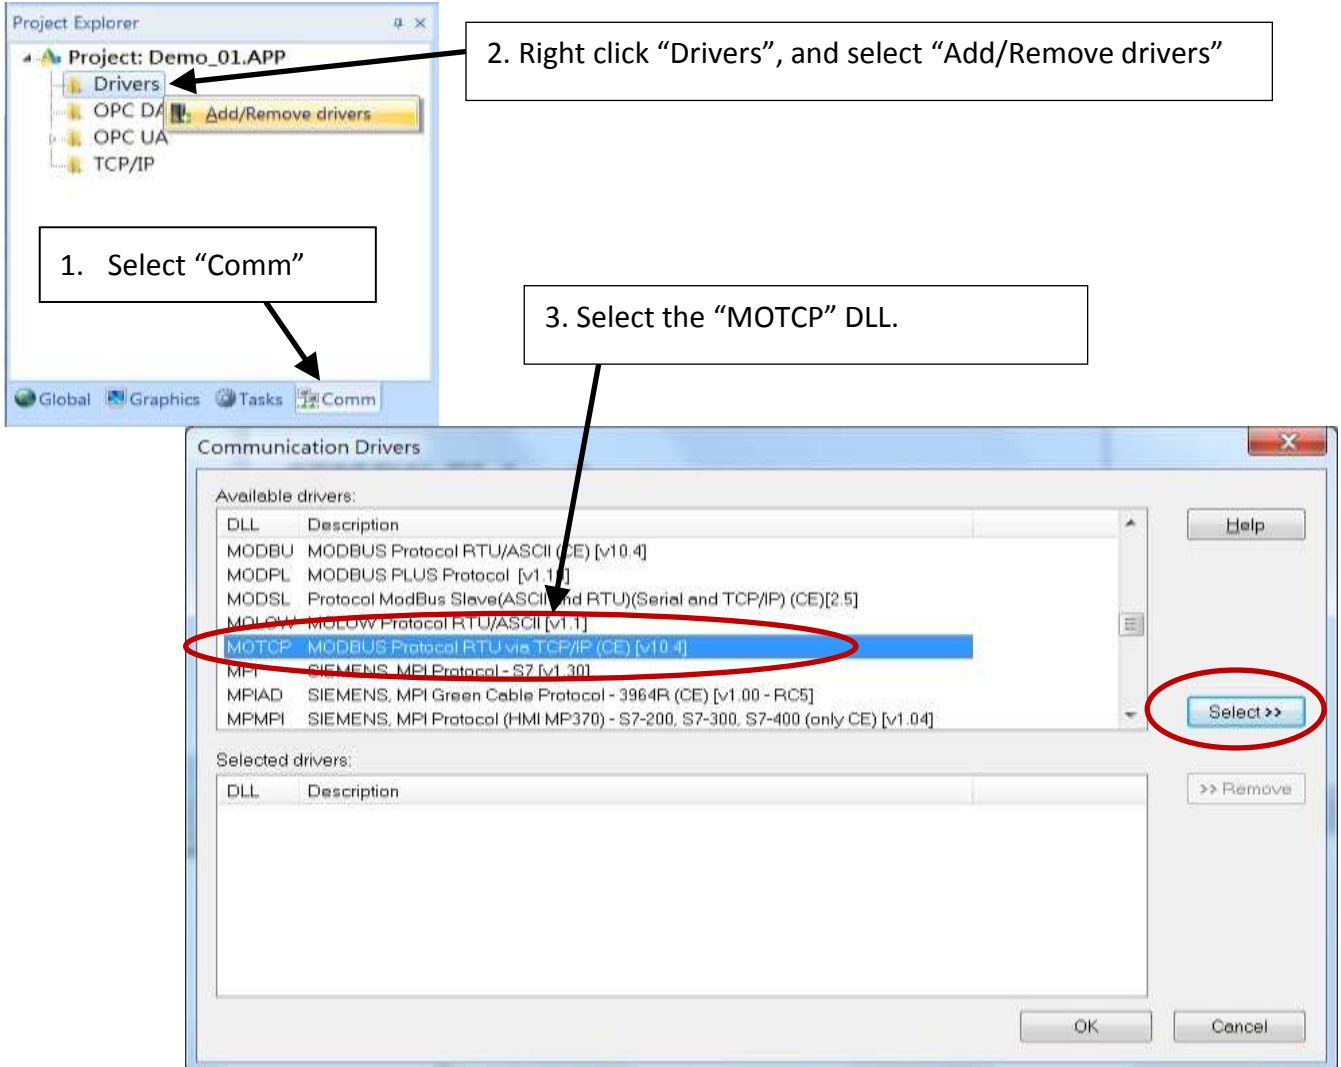 Project Explorer
Project: Demo_01.APP
Drivers
OPC DA
Add/Remove drivers
OPC UA
TCP/IP
2. Right click “Drivers”, and select “Add/Remove drivers”
1. Select “Comm”
3. Select the “MOTCP” DLL.
Global Graphics Tasks Comm
Communication Drivers
Available drivers:
DLL Description
MODBU MODBUS Protocol RTU/ASCII (CE) [v10.4]
MODPL MODBUS PLUS Protocol
MODSL Protocol ModBus Slave(ASCII and RTU)(Serial and TCP/IP) (CE)[2.5]
MOLOW MOLOW Protocol RTU/ASCII [v1.1]
MOTCP MODBUS Protocol RTU via TCP/IP (CE) [v10.4]
MPI SIEMENS, MPI Protocol - S7 [v1.30]
MPIAD SIEMENS, MPI Green Cable Protocol - 3964R (CE) [v1.00 - RC5]
MPMPI SIEMENS, MPI Protocol (HMI MP370) - S7-200, S7-300, S7-400 (only CE) [v1.04]
Help
Select >>
Selected drivers:
DLL Description
>> Remove
OK Cancel